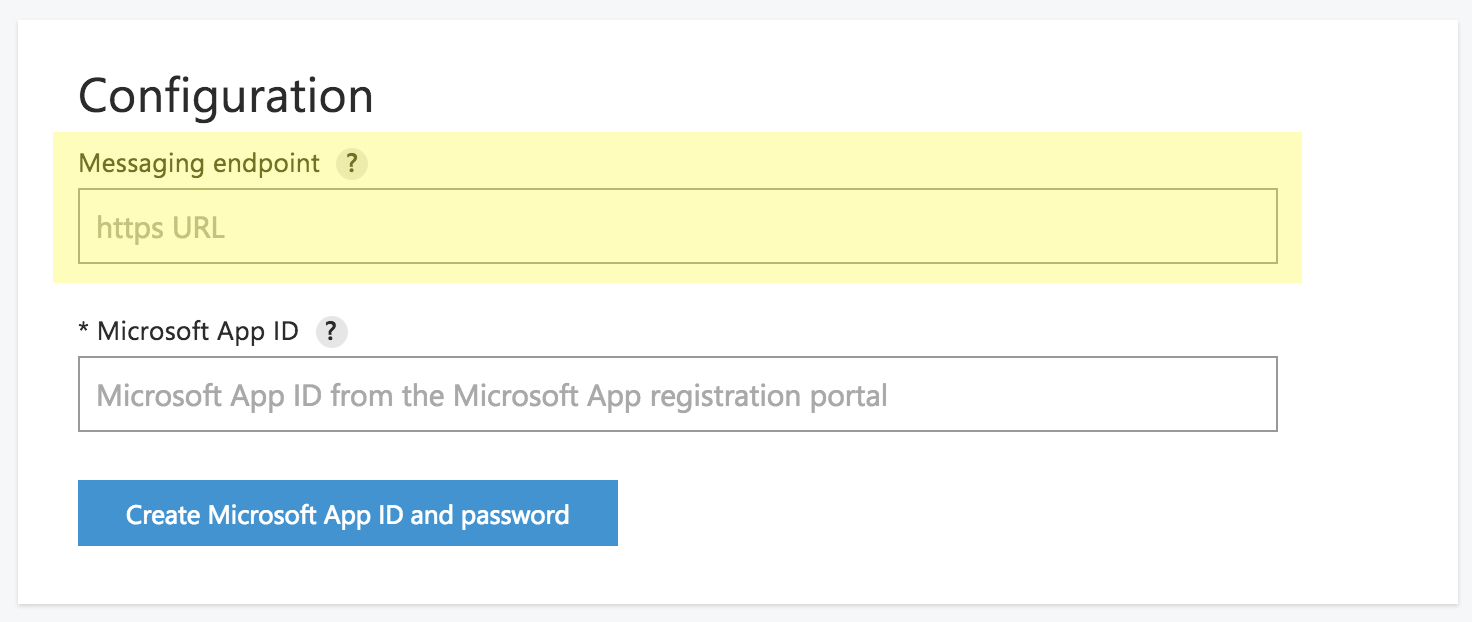 Configuration
Messaging endpoint ?
https URL
* Microsoft App ID ?
Microsoft App ID from the Microsoft App registration portal
Create Microsoft App ID and password